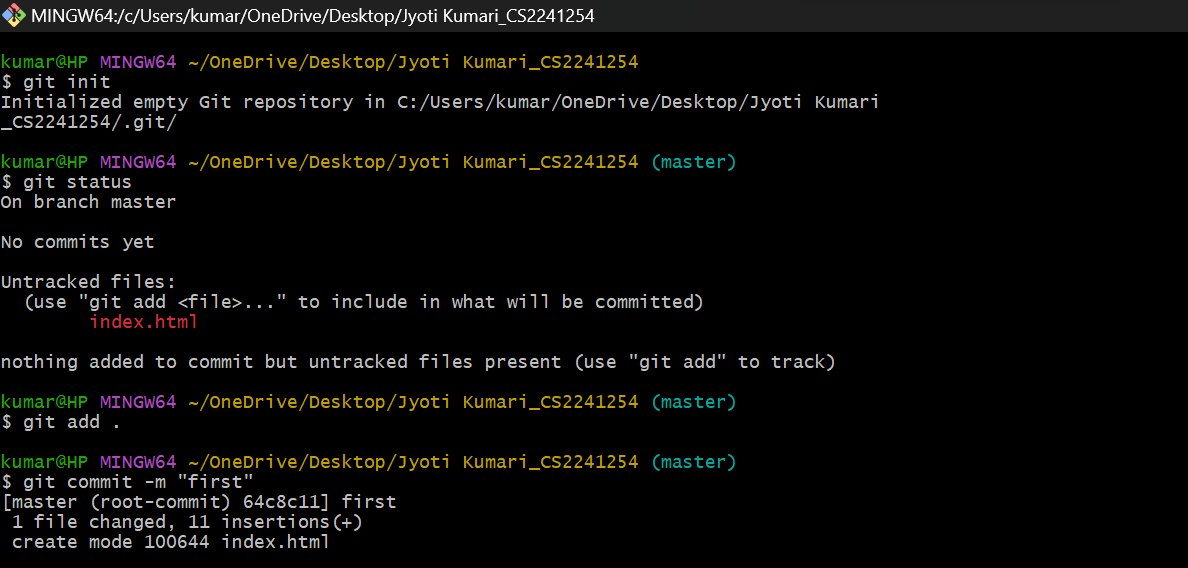 MINGW64:/c/Users/kumar/OneDrive/Desktop/Jyoti Kumari_CS2241254
kumar@HP MINGW64 ~/OneDrive/Desktop/Jyoti Kumari_CS2241254
$ git init
Initialized empty Git repository in C:/Users/kumar/OneDrive/Desktop/Jyoti Kumari
_CS2241254/.git/
kumar@HP MINGW64 ~/OneDrive/Desktop/Jyoti Kumari_CS2241254 (master)
$ git status
On branch master
No commits yet
Untracked files:
  (use "git add <file>..." to include in what will be committed)
        index.html
nothing added to commit but untracked files present (use "git add" to track)
kumar@HP MINGW64 ~/OneDrive/Desktop/Jyoti Kumari_CS2241254 (master)
$ git add .
kumar@HP MINGW64 ~/OneDrive/Desktop/Jyoti Kumari_CS2241254 (master)
$ git commit -m "first"
[master (root-commit) 64c8c11] first
 1 file changed, 11 insertions(+)
 create mode 100644 index.html